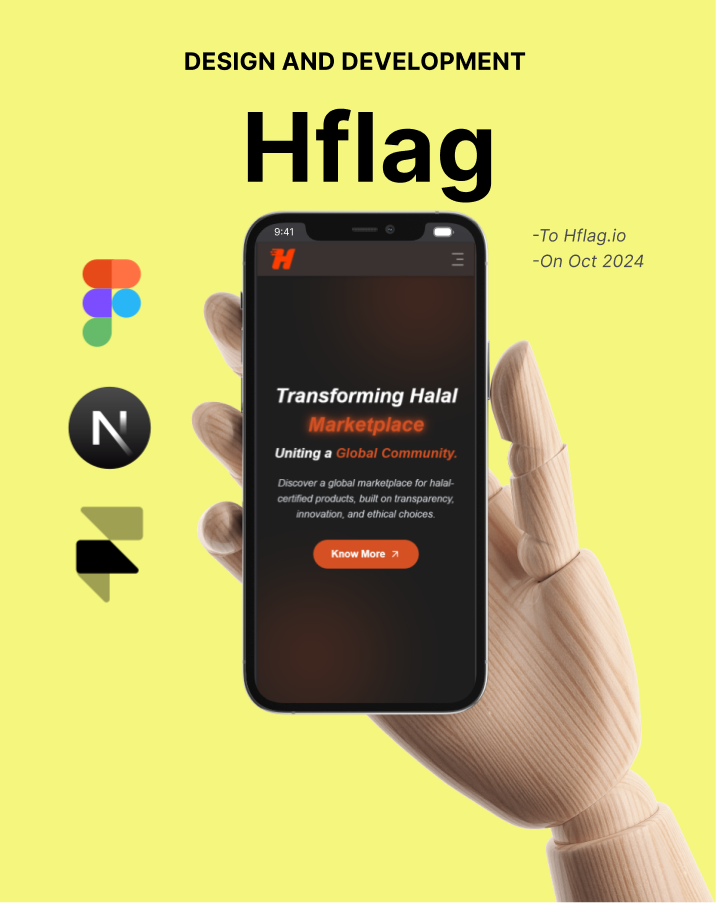 DESIGN AND DEVELOPMENT
Hflag
-To Hflag.io
-On Oct 2024
9:41
H
Transforming Halal
Marketplace
Uniting a Global Community.
Discover a global marketplace for halal-
certified products, built on transparency,
innovation, and ethical choices.
Know More
N